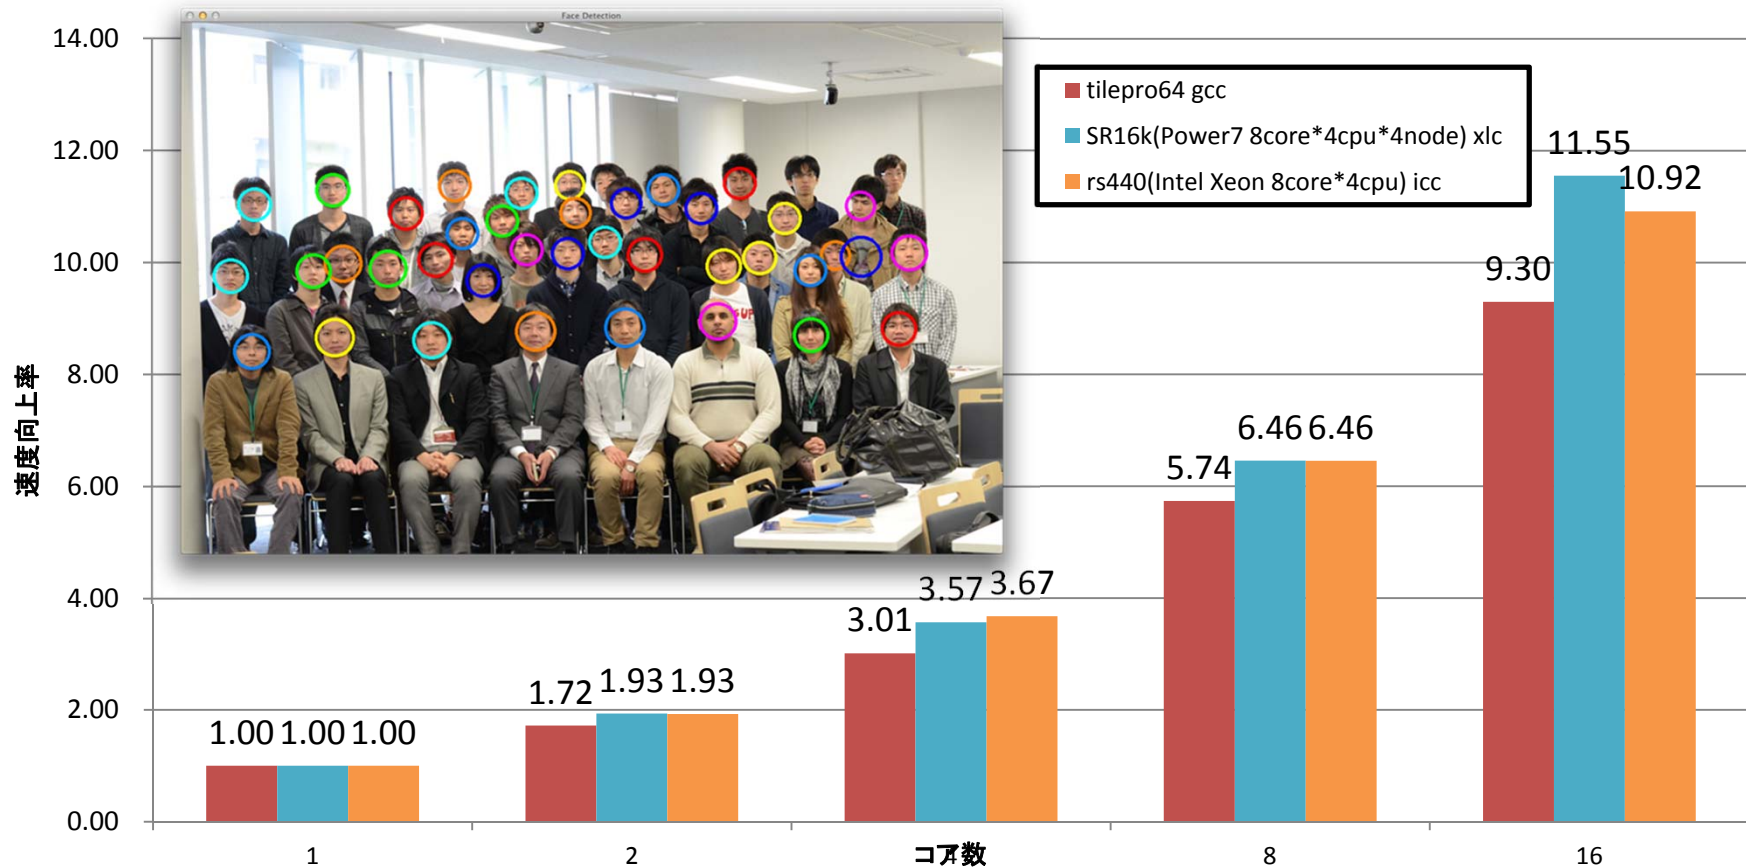 Face Detection
14.00
12.00
10.00
8.00
6.00
4.00
2.00
0.00
速度向上率
tilepro64 gcc
SR16k(Power7 8core*4cpu*4node) xlc
rs440(Intel Xeon 8core*4cpu) icc
1.00 1.00 1.00
1.72 1.93 1.93
3.01 3.57 3.67
5.74 6.46 6.46
9.30 11.55 10.92
1 2 4 8 16
コア数